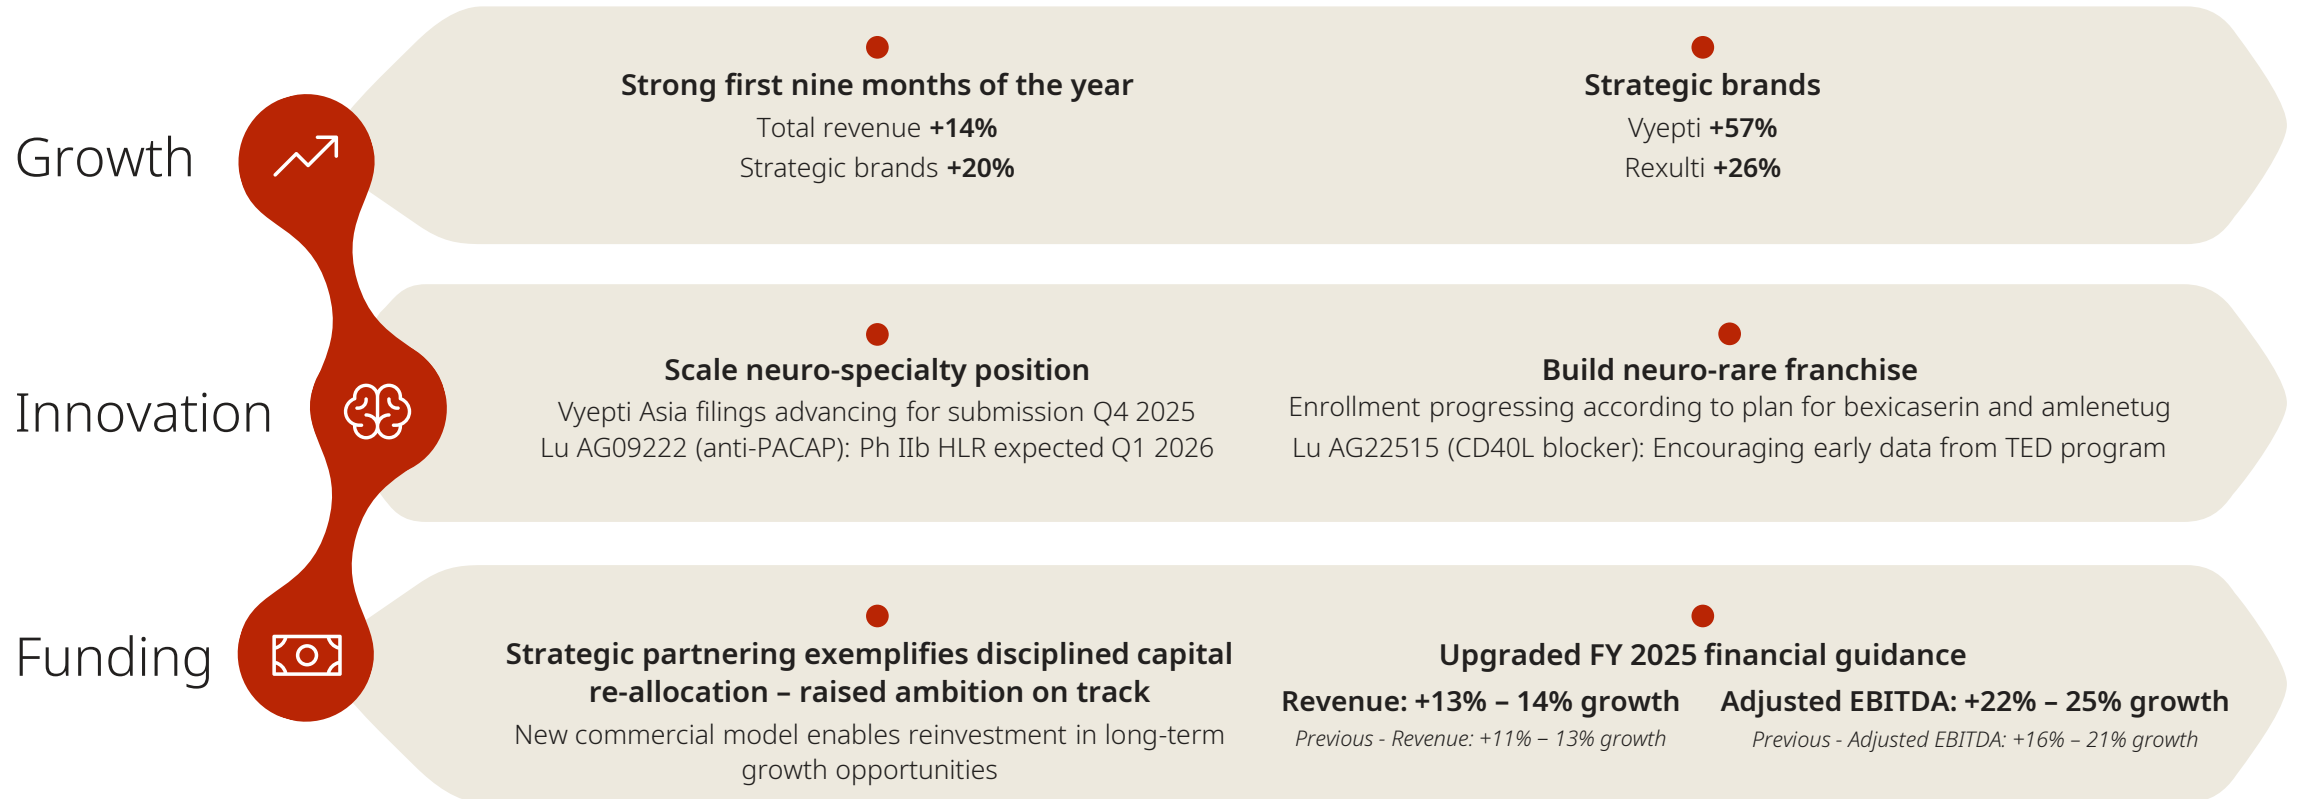 Growth
Strong first nine months of the year
Total revenue +14%
Strategic brands +20%
Strategic brands
Vyepti +57%
Rexulti +26%
Innovation
Scale neuro-specialty position
Vyepti Asia filings advancing for submission Q4 2025
Lu AG09222 (anti-PACAP): Ph IIb HLR expected Q1 2026
Build neuro-rare franchise
Enrollment progressing according to plan for bexicaserin and amlenetug
Lu AG22515 (CD40L blocker): Encouraging early data from TED program
Funding
Strategic partnering exemplifies disciplined capital
re-allocation – raised ambition on track
New commercial model enables reinvestment in long-term
growth opportunities
Upgraded FY 2025 financial guidance
Revenue: +13% – 14% growth
Previous - Revenue: +11% – 13% growth
Adjusted EBITDA: +22% – 25% growth
Previous - Adjusted EBITDA: +16% – 21% growth